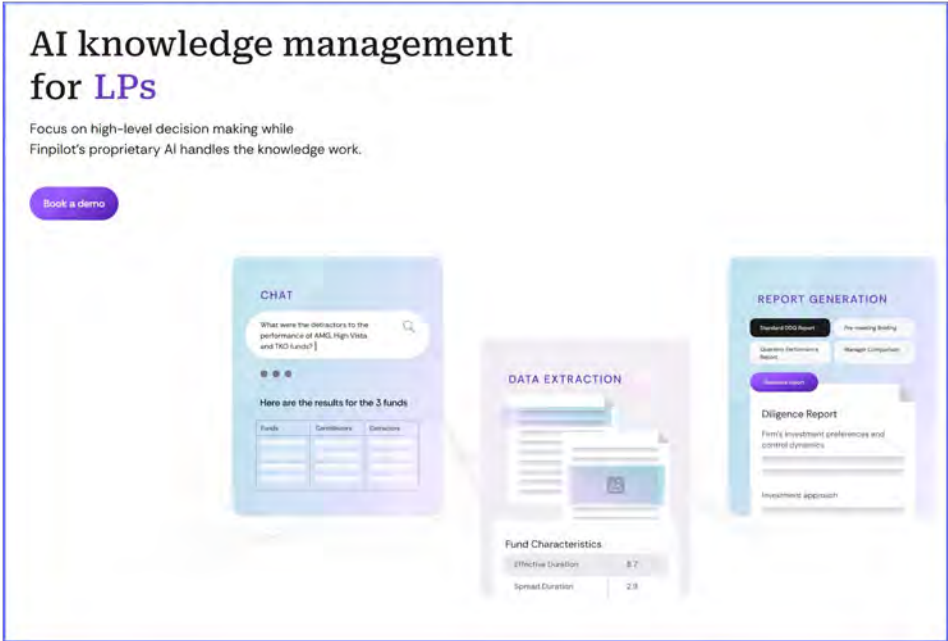 AI knowledge management
for LPs
Focus on high-level decision making while
Finpilot's proprietary AI handles the knowledge work.
Book a demo
CHAT
What were the detractors to the
performance of AMG, High Vista
and TKO funds?
Here are the results for the 3 funds
Funds Contributors Detractors
DATA EXTRACTION
Fund Characteristics
Effective Duration 8.7
Spread Duration 2.9
REPORT GENERATION
Standard DDQ Report Pre-meeting Briefing
Quarterly Performance
Report
Manager Comparison
Generate report
Diligence Report
Firm's investment preferences and
control dynamics
Investment approach